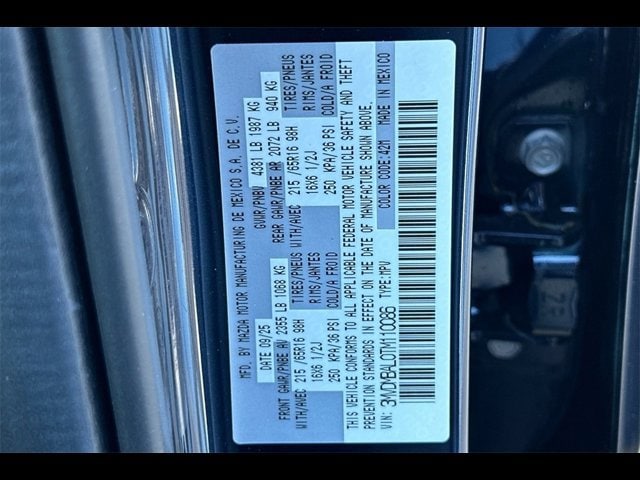 MFD. BY MAZDA MOTOR MANUFACTURING DE MEXICO S.A. DE C.V.
DATE 09/25 GVWR/PNBV 4381 LB 1987 KG
FRONT GAWR/PNBE AV 2355 LB 1068 KG REAR GAWR/PNBE AR 2072 LB 940 KG
TIRES/PNEUS TIRES/PNEUS
WITH/AVEC 215 /65R16 98H RIMS/JANTES WITH/AVEC 215 /65R16 98H RIMS/JANTES
16X6 1/2J COLD/A FROID 16X6 1/2J COLD/A FROID
250 KPA/36 PSI 250 KPA/36 PSI
THIS VEHICLE CONFORMS TO ALL APPLICABLE FEDERAL MOTOR VEHICLE SAFETY AND THEFT
PREVENTION STANDARDS IN EFFECT ON THE DATE OF MANUFACTURE SHOWN ABOVE.
VIN: 3MVDMBAL0TM110086 TYPE:MPV COLOR CODE:42M MADE IN MEXICO